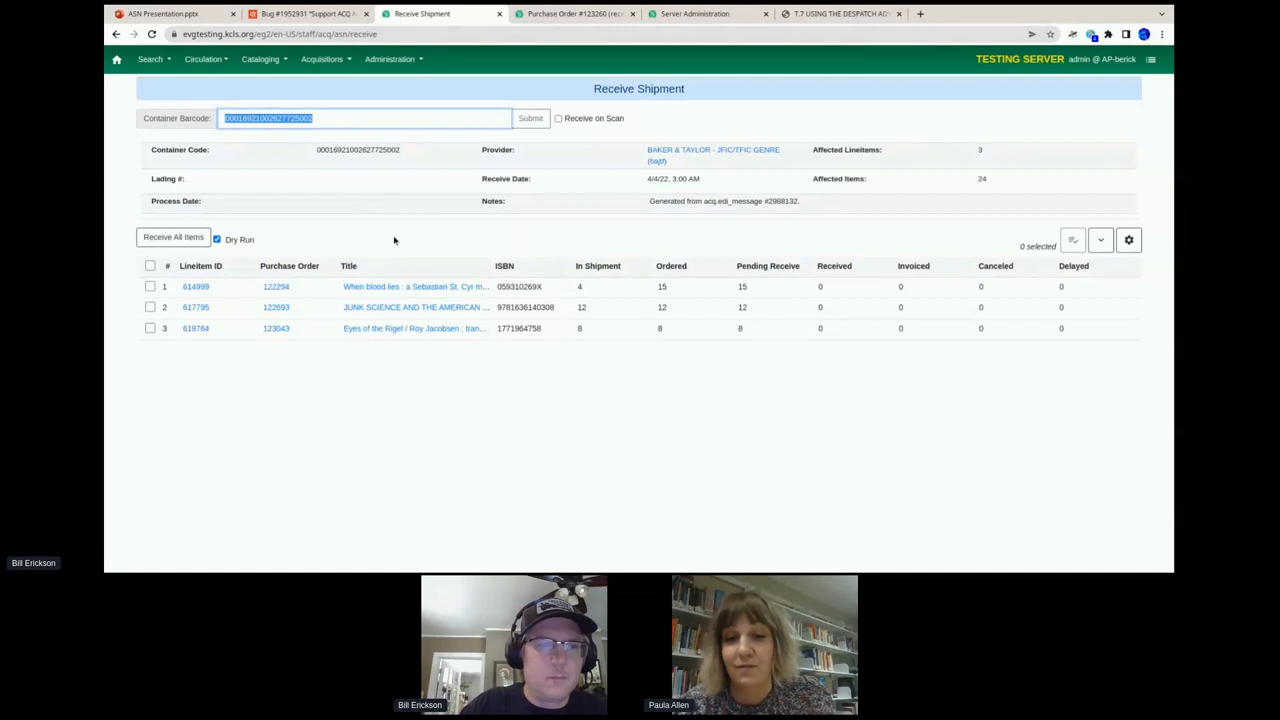 ASN Presentation.pptx
Bug #1952931 "Support ACQ A
Receive Shipment
Purchase Order #123260 (rece
Server Administration
T.7 USING THE DESPATCH AD
evgtesting.kcls.org/eg2/en-US/staff/acq/asn/receive
Search Circulation Cataloging Acquisitions Administration TESTING SERVER admin @ AP-berick
Receive Shipment
Container Barcode: 00016921002627725002 Submit Receive on Scan
Container Code: 00016921002627725002 Provider: BAKER & TAYLOR - JFIC/TFIC GENRE Affected Lineitems: 3
(bajtf)
Lading #: Receive Date: 4/4/22, 3:00 AM Affected Items: 24
Process Date: Notes: Generated from acq.edi_message #2988132.
Receive All Items Dry Run 0 selected
# Lineitem ID Purchase Order Title ISBN In Shipment Ordered Pending Receive Received Invoiced Canceled Delayed
1 614999 122294 When blood lies : a Sebastian St. Cyr m... 059310269X 4 15 15 0 0 0 0
2 617795 122693 JUNK SCIENCE AND THE AMERICAN ... 9781636140308 12 12 12 0 0 0 0
3 619764 123043 Eyes of the Rigel / Roy Jacobsen ; tran... 1771964758 8 8 8 0 0 0 0
Bill Erickson
Bill Erickson
Paula Allen